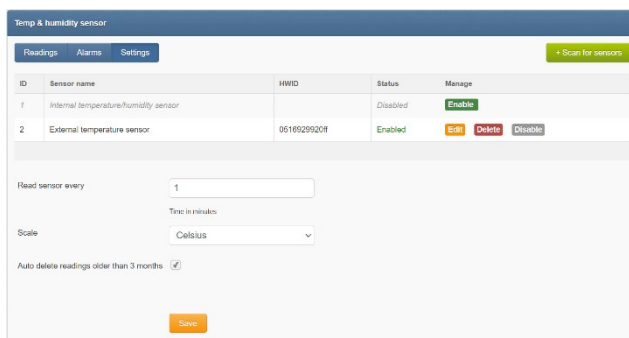 Temp & humidity sensor
Readings Alarms Settings + Scan for sensors
ID Sensor name HWID Status Manage
1 Internal temperature/humidity sensor Disabled Enable
2 External temperature sensor 0616929920ff Enabled Edit Delete Disable
Read sensor every 1
Time in minutes
Scale Celsius
Auto delete readings older than 3 months
Save